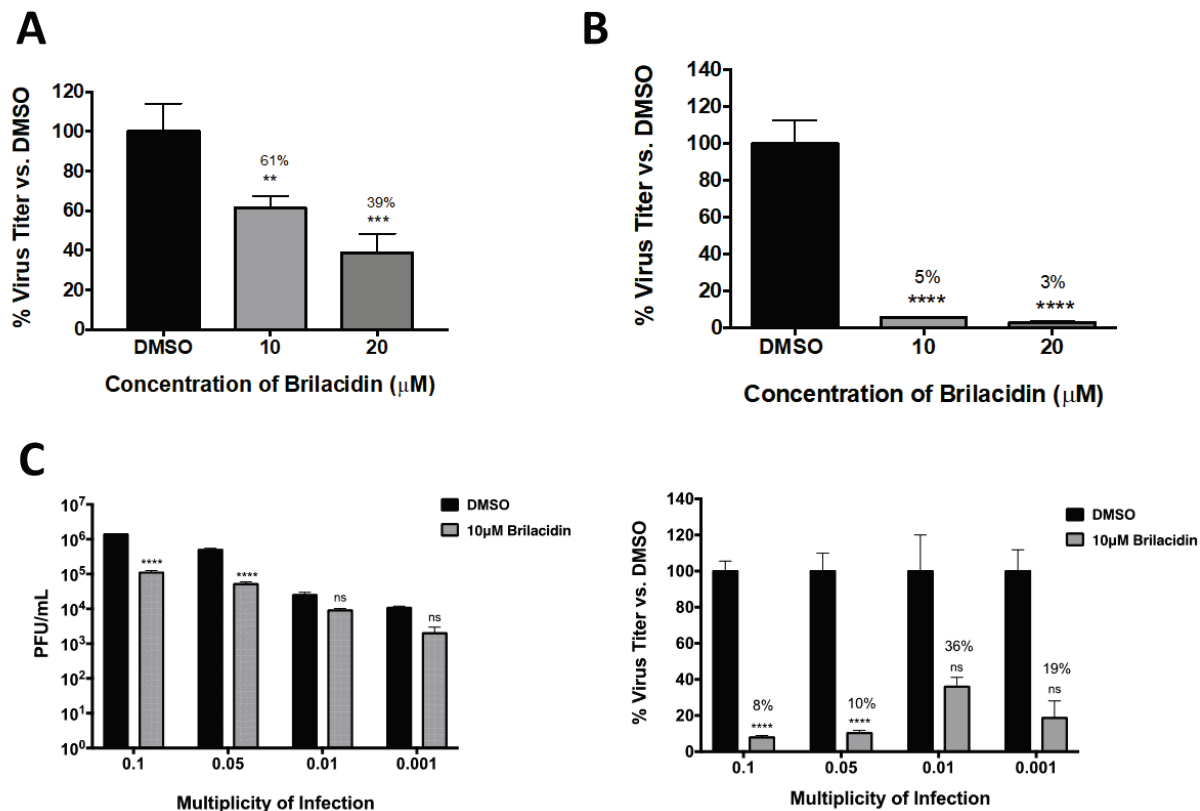 A
% Virus Titer vs. DMSO
120
100
80
60
40
20
0
61%
**
39%
***
DMSO 10 20
Concentration of Brilacidin (μM)
B
% Virus Titer vs. DMSO
140
120
100
80
60
40
20
0
5%
****
3%
****
DMSO 10 20
Concentration of Brilacidin (μM)
C
PFU/mL
10⁷
10⁶
10⁵
10⁴
10³
10²
10¹
10⁰
DMSO
10μM Brilacidin
****
****
ns
ns
0.1 0.05 0.01 0.001
Multiplicity of Infection
% Virus Titer vs. DMSO
140
120
100
80
60
40
20
0
DMSO
10μM Brilacidin
8%
****
10%
****
36%
ns
19%
ns
0.1 0.05 0.01 0.001
Multiplicity of Infection